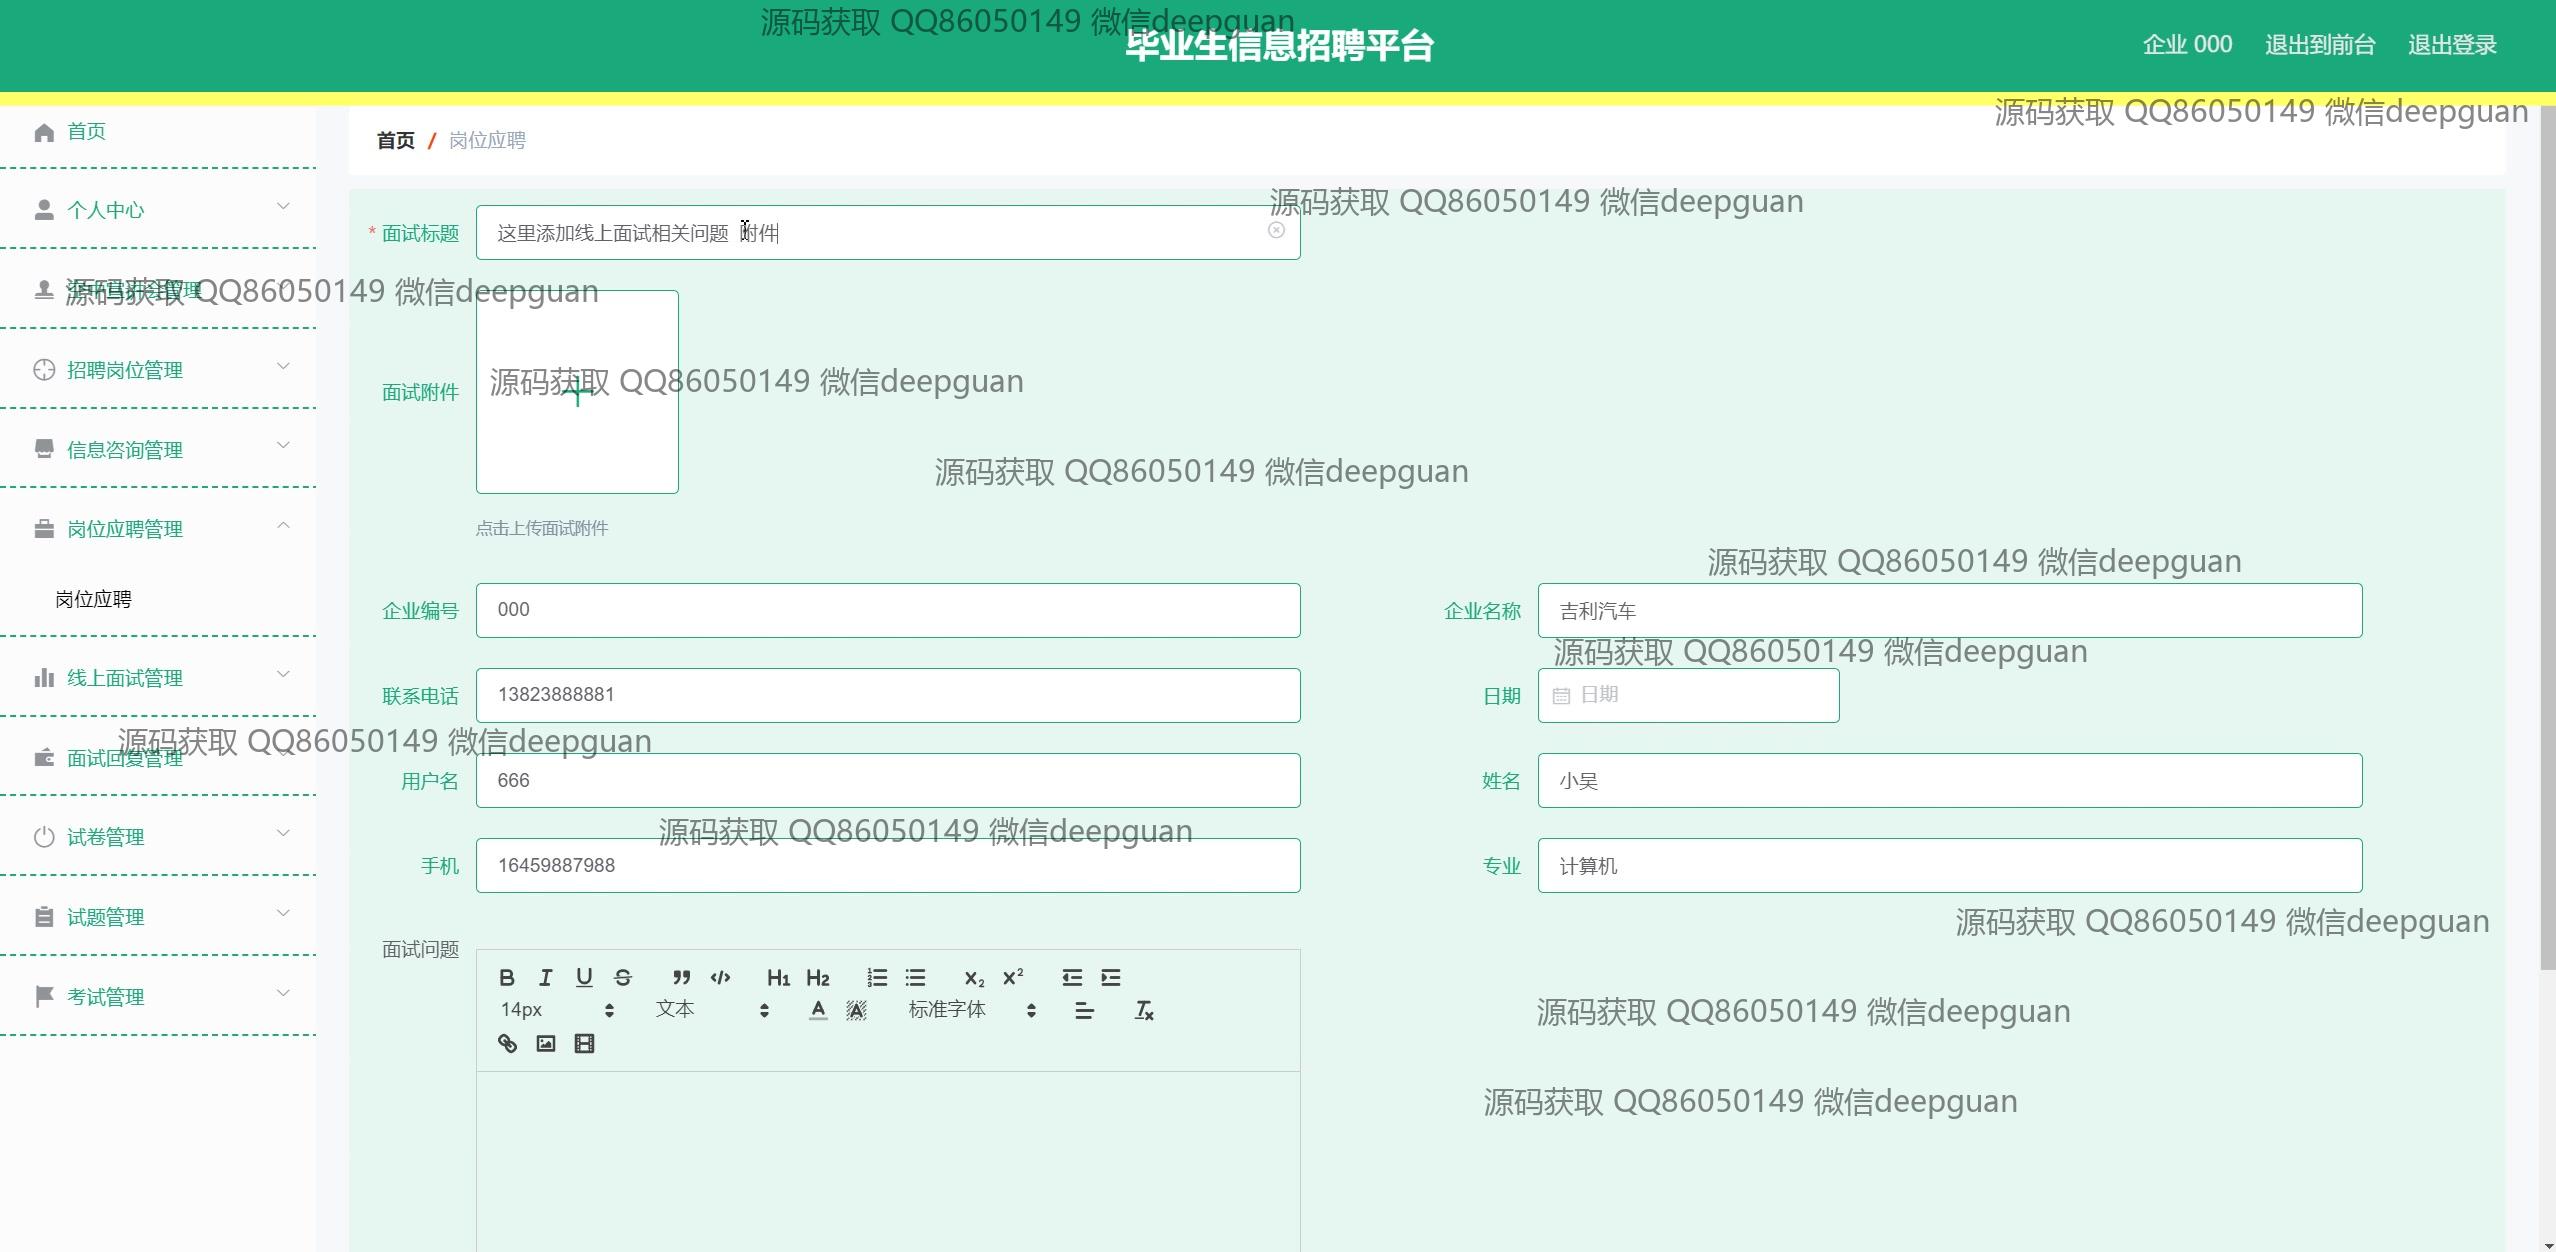 源码获取 QQ86050149 微信deepguan
毕业生信息招聘平台
企业 000 退出到前台 退出登录
源码获取 QQ86050149 微信deepguan
首页
首页 / 岗位应聘
个人中心
源码获取 QQ86050149 微信deepguan
* 面试标题 这里添加线上面试相关问题 附件
源码获取 QQ86050149 微信deepguan
招聘岗位管理
面试附件
源码获取 QQ86050149 微信deepguan
信息咨询管理
源码获取 QQ86050149 微信deepguan
岗位应聘管理
点击上传面试附件
源码获取 QQ86050149 微信deepguan
岗位应聘
企业编号 000 企业名称 吉利汽车
源码获取 QQ86050149 微信deepguan
线上面试管理
联系电话 13823888881 日期 日期
源码获取 QQ86050149 微信deepguan
面试回复管理
用户名 666 姓名 小吴
源码获取 QQ86050149 微信deepguan
试卷管理
手机 16459887988 专业 计算机
试题管理
源码获取 QQ86050149 微信deepguan
面试问题
B I U S H1 H2 X2 X2
考试管理
14px 文本 A A 标准字体 Tx
源码获取 QQ86050149 微信deepguan
源码获取 QQ86050149 微信deepguan